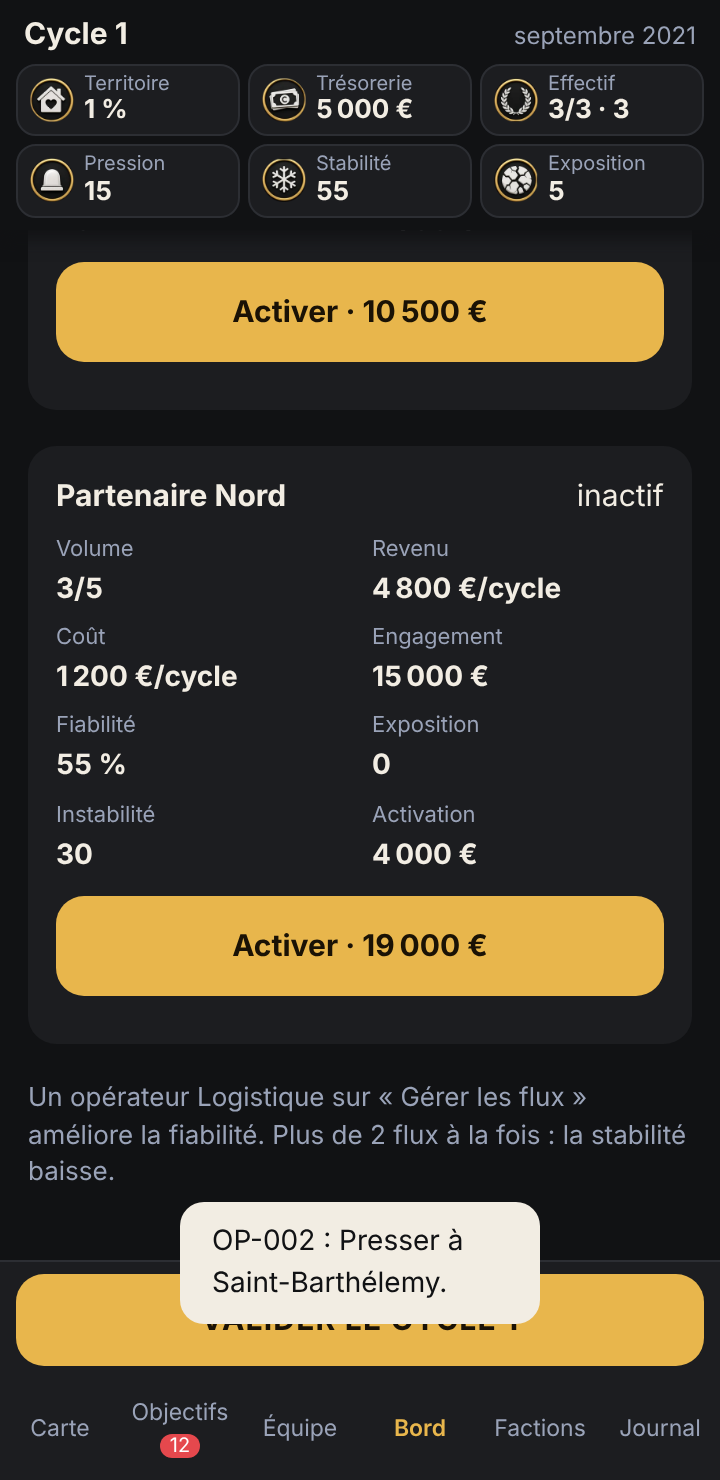 Cycle 1
septembre 2021
Territoire
1 %
Trésorerie
5 000 €
Effectif
3/3 · 3
Pression
15
Stabilité
55
Exposition
5
Activer · 10 500 €
Partenaire Nord
inactif
Volume
Revenu
3/5
4 800 €/cycle
Coût
Engagement
1 200 €/cycle
15 000 €
Fiabilité
Exposition
55 %
0
Instabilité
Activation
30
4 000 €
Activer · 19 000 €
Un opérateur Logistique sur « Gérer les flux »
améliore la fiabilité. Plus de 2 flux à la fois : la stabilité
baisse.
OP-002 : Presser à
Saint-Barthélemy.
VALIDER LE CYCLE 1
Carte
Objectifs
12
Équipe
Bord
Factions
Journal